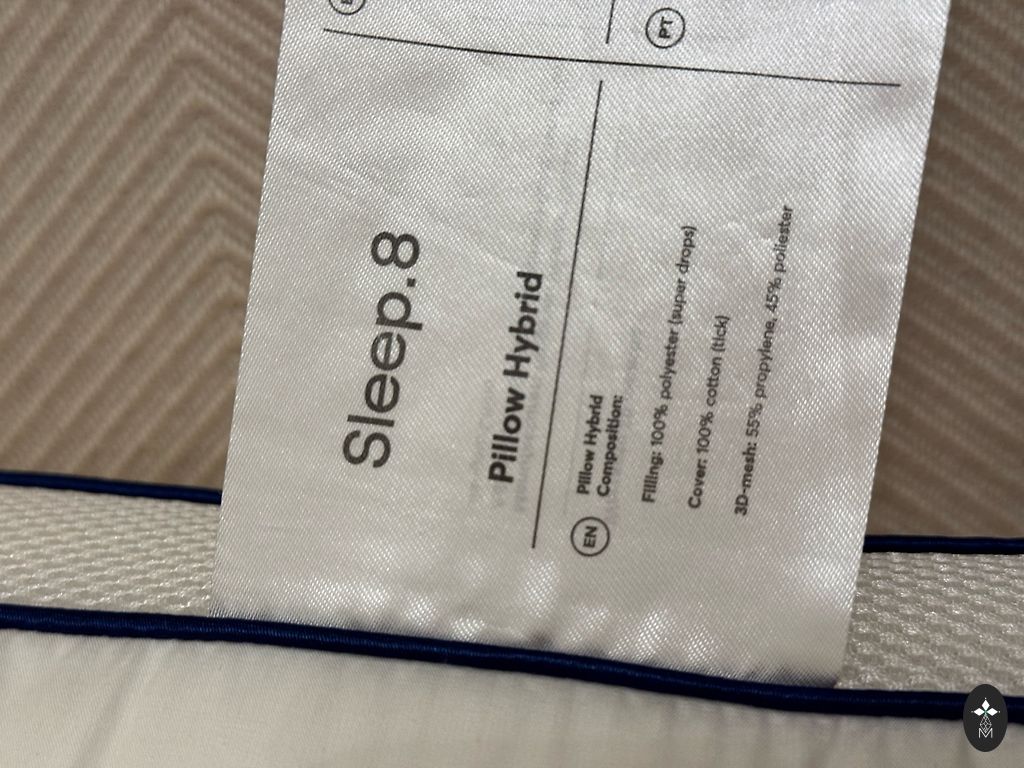 Sleep.8
Pillow Hybrid
EN
Pillow Hybrid
Composition:
Filling: 100% polyester (super drops)
Cover: 100% cotton (tick)
3D-mesh: 55% propylene, 45% poliester
PT
M